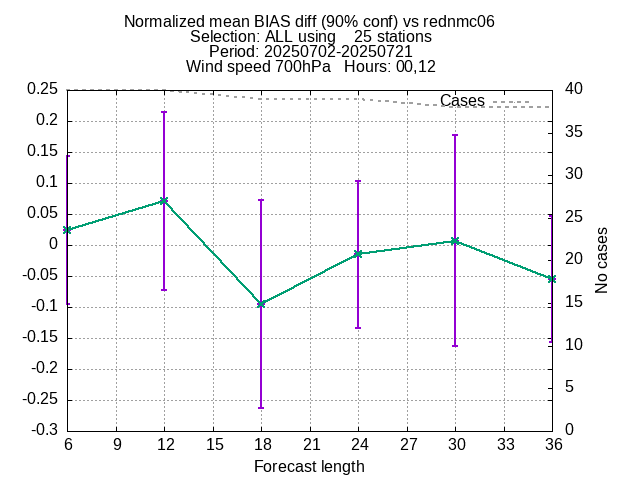 Normalized mean BIAS diff (90% conf) vs rednmc06
Selection: ALL using    25 stations
Period: 20250702-20250721
Wind speed 700hPa   Hours: 00,12
Cases
0.25
0.2
0.15
0.1
0.05
0
-0.05
-0.1
-0.15
-0.2
-0.25
-0.3
40
35
30
25
20
15
10
5
0
No cases
6 9 12 15 18 21 24 27 30 33 36
Forecast length